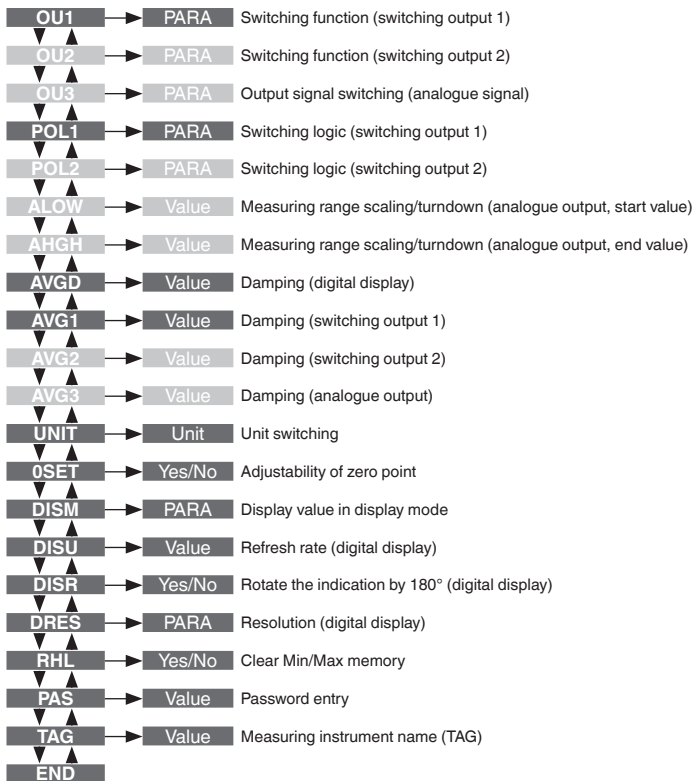 OU1 PARA Switching function (switching output 1)
OU2 PARA Switching function (switching output 2)
OU3 PARA Output signal switching (analogue signal)
POL1 PARA Switching logic (switching output 1)
POL2 PARA Switching logic (switching output 2)
ALOW Value Measuring range scaling/turndown (analogue output, start value)
AHGH Value Measuring range scaling/turndown (analogue output, end value)
AVGD Value Damping (digital display)
AVG1 Value Damping (switching output 1)
AVG2 Value Damping (switching output 2)
AVG3 Value Damping (analogue output)
UNIT Unit Unit switching
0SET Yes/No Adjustability of zero point
DISM PARA Display value in display mode
DISU Value Refresh rate (digital display)
DISR Yes/No Rotate the indication by 180° (digital display)
DRES PARA Resolution (digital display)
RHL Yes/No Clear Min/Max memory
PAS Value Password entry
TAG Value Measuring instrument name (TAG)
END